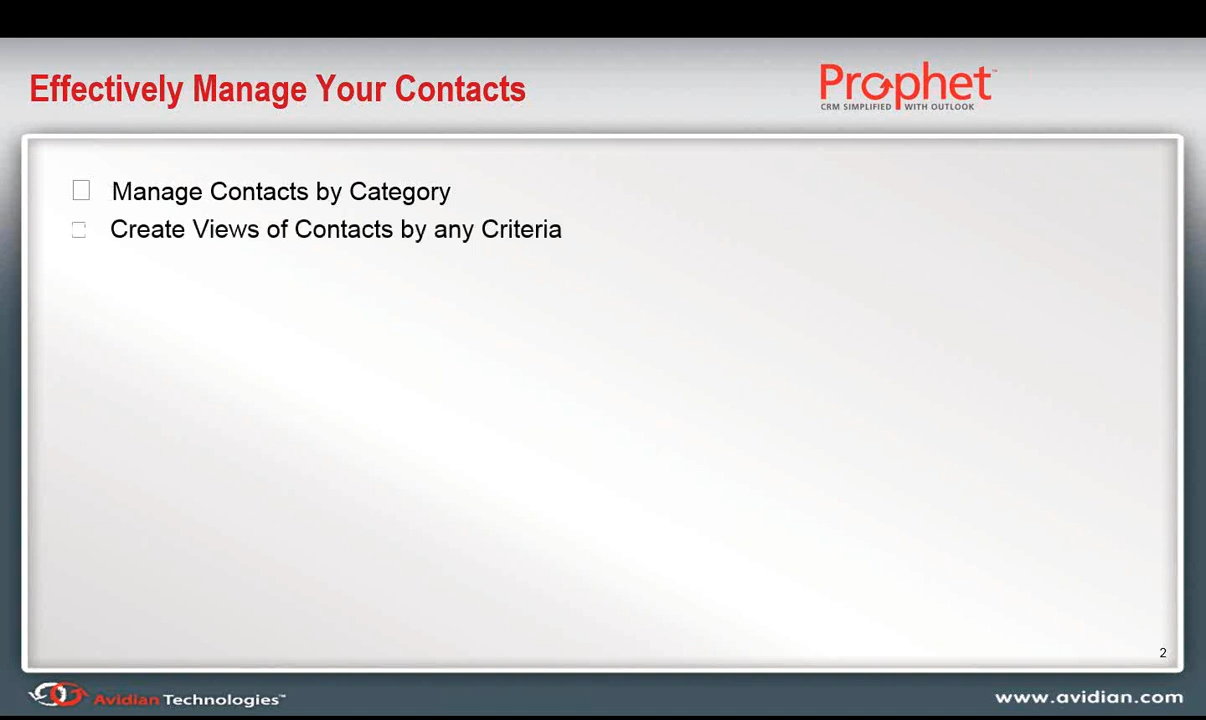 Effectively Manage Your Contacts
Prophet™
CRM SIMPLIFIED WITH OUTLOOK
Manage Contacts by Category
Create Views of Contacts by any Criteria
2
Avidian Technologies™
www.avidian.com